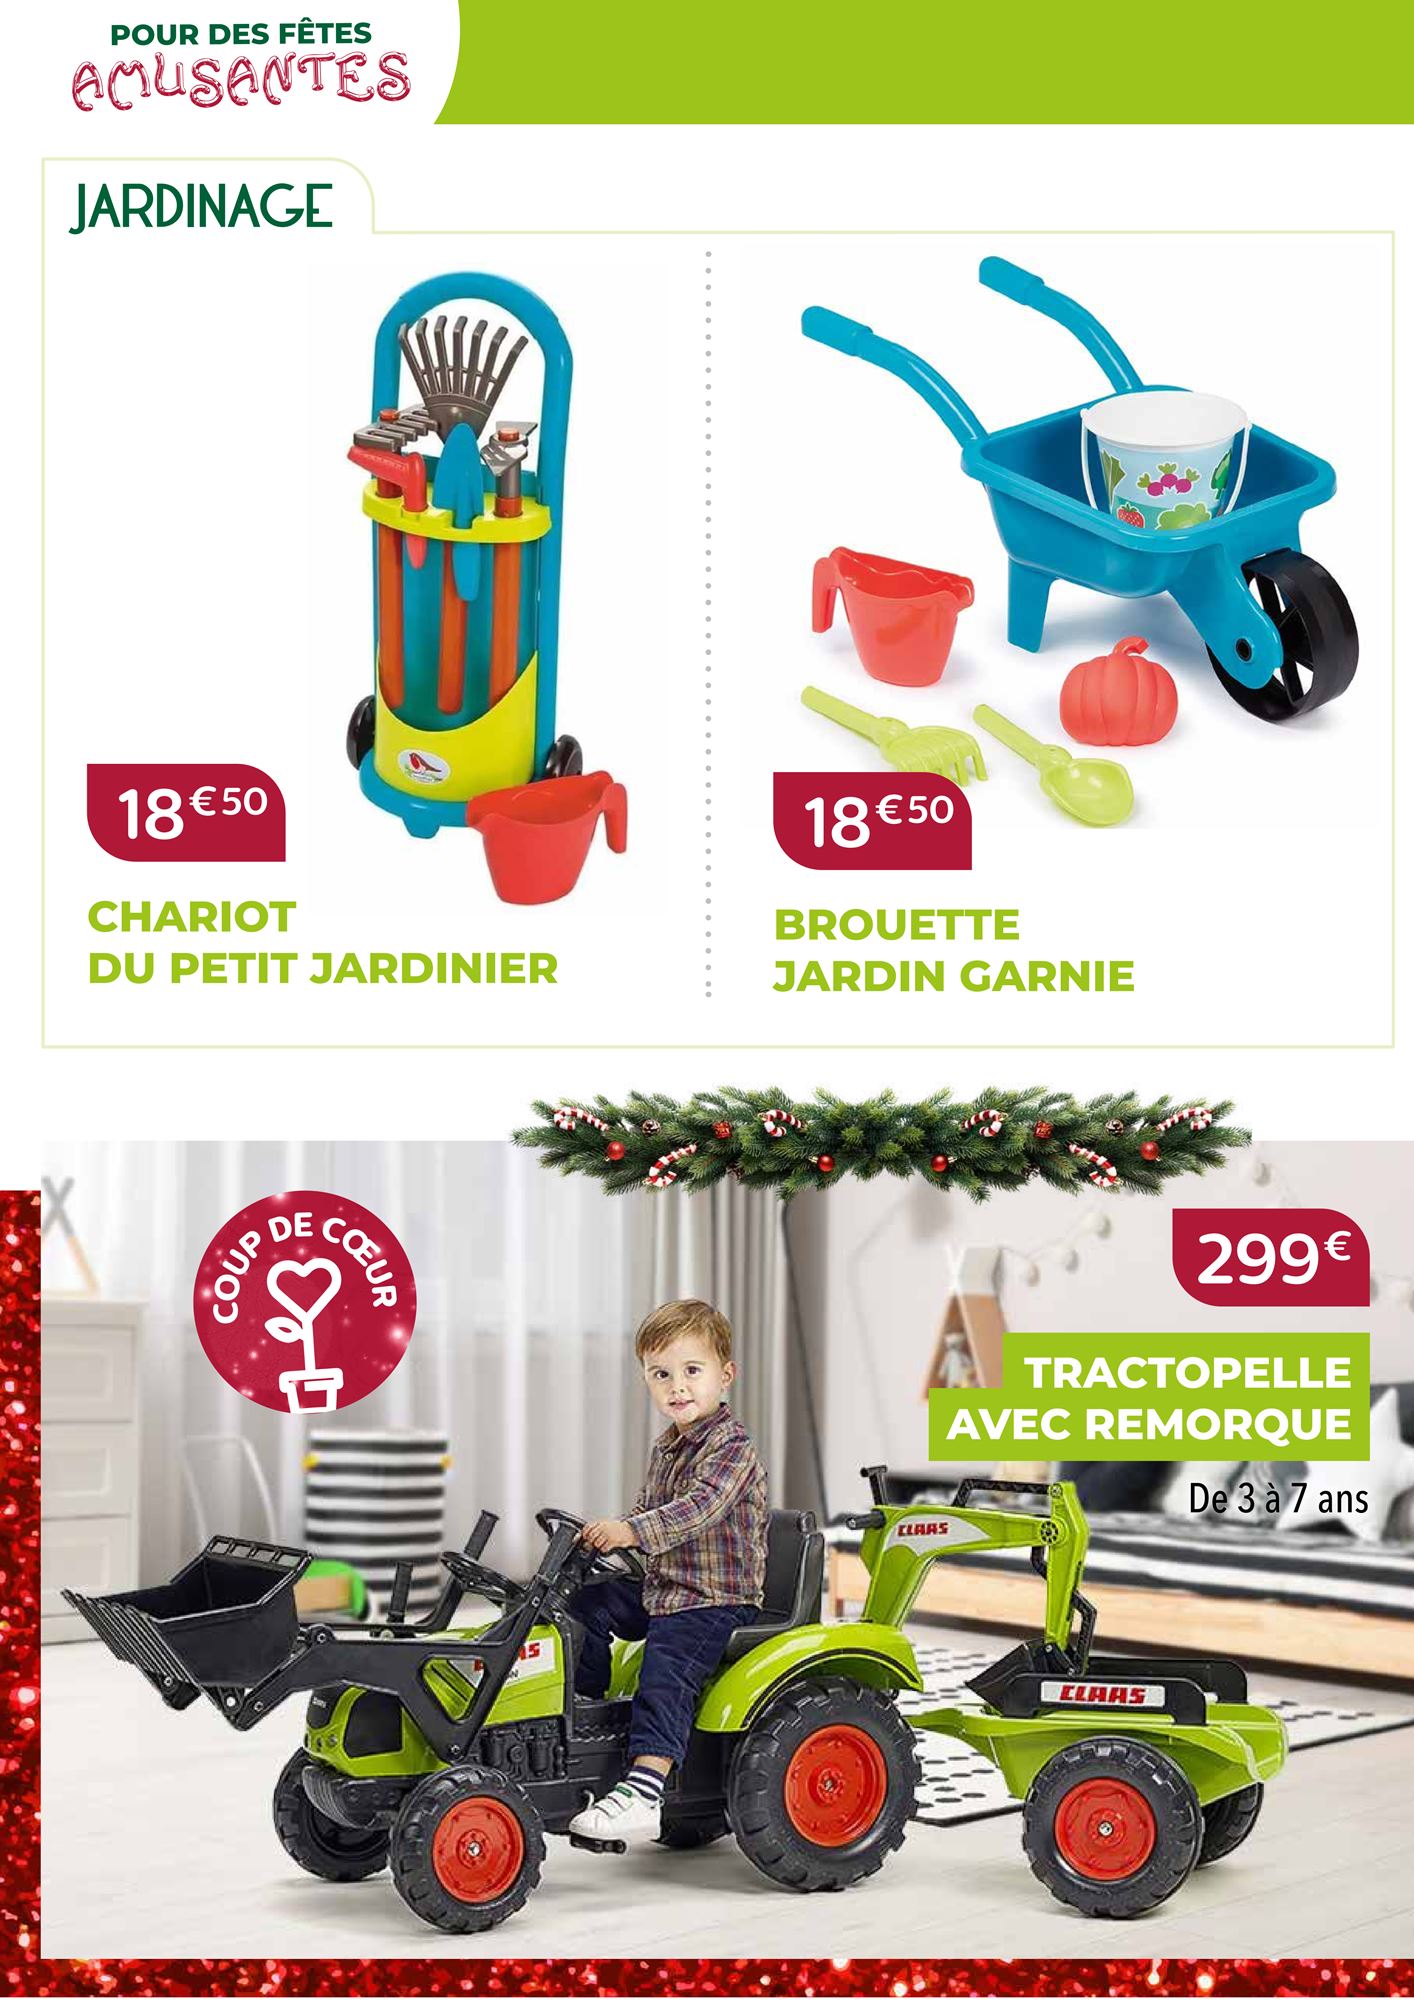 POUR DES FÊTES
AMUSANTES
JARDINAGE
18€50
CHARIOT
DU PETIT JARDINIER
18€50
BROUETTE
JARDIN GARNIE
COUP DE CŒUR
299€
TRACTOPELLE
AVEC REMORQUE
De 3 à 7 ans
CLAAS
CLAAS